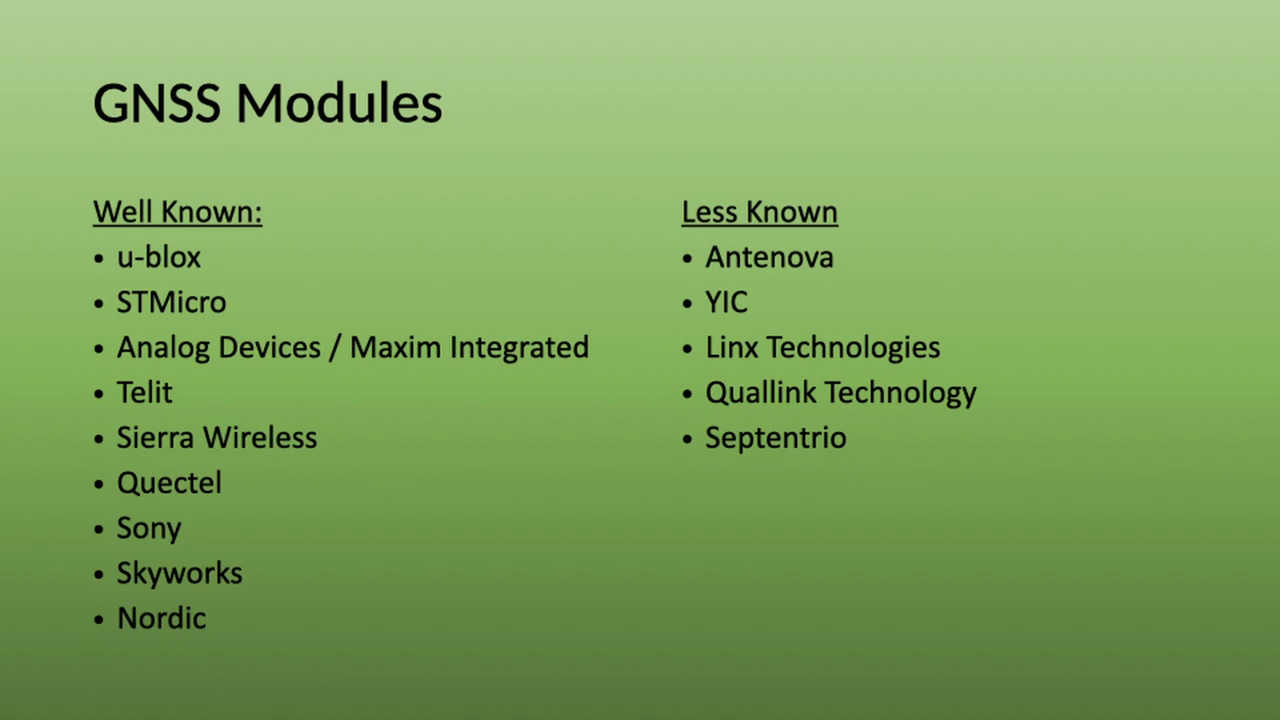 GNSS Modules
Well Known:
• u-blox
• STMicro
• Analog Devices / Maxim Integrated
• Telit
• Sierra Wireless
• Quectel
• Sony
• Skyworks
• Nordic
Less Known
• Antenova
• YIC
• Linx Technologies
• Quallink Technology
• Septentrio